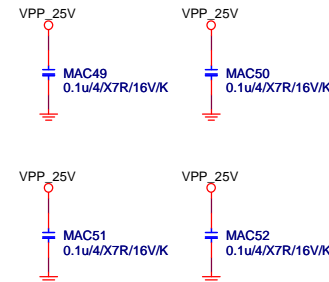 VPP_25V
MAC49
0.1u/4/X7R/16V/K
VPP_25V
MAC50
0.1u/4/X7R/16V/K
VPP_25V
MAC51
0.1u/4/X7R/16V/K
VPP_25V
MAC52
0.1u/4/X7R/16V/K